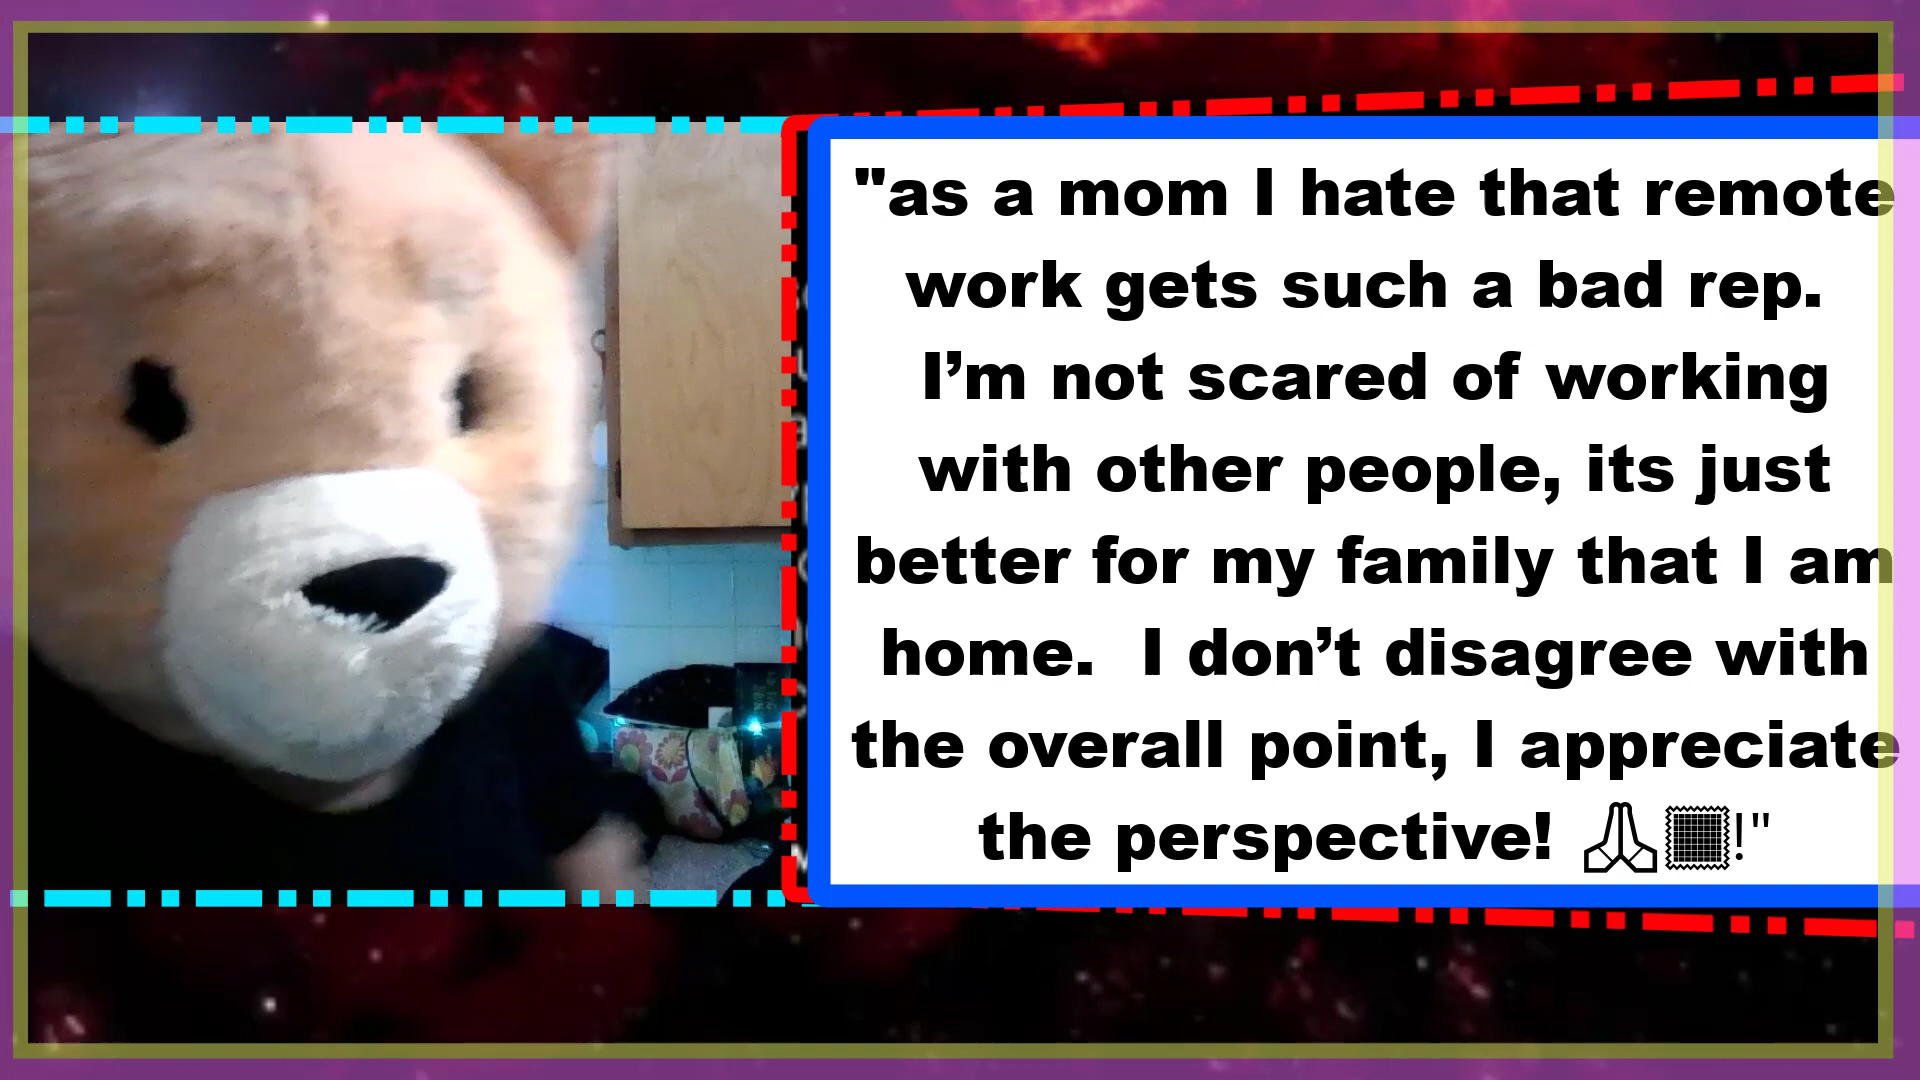 "as a mom I hate that remote
work gets such a bad rep.
I’m not scared of working
with other people, its just
better for my family that I am
home.  I don’t disagree with
the overall point, I appreciate
the perspective! 🙏🏽!"